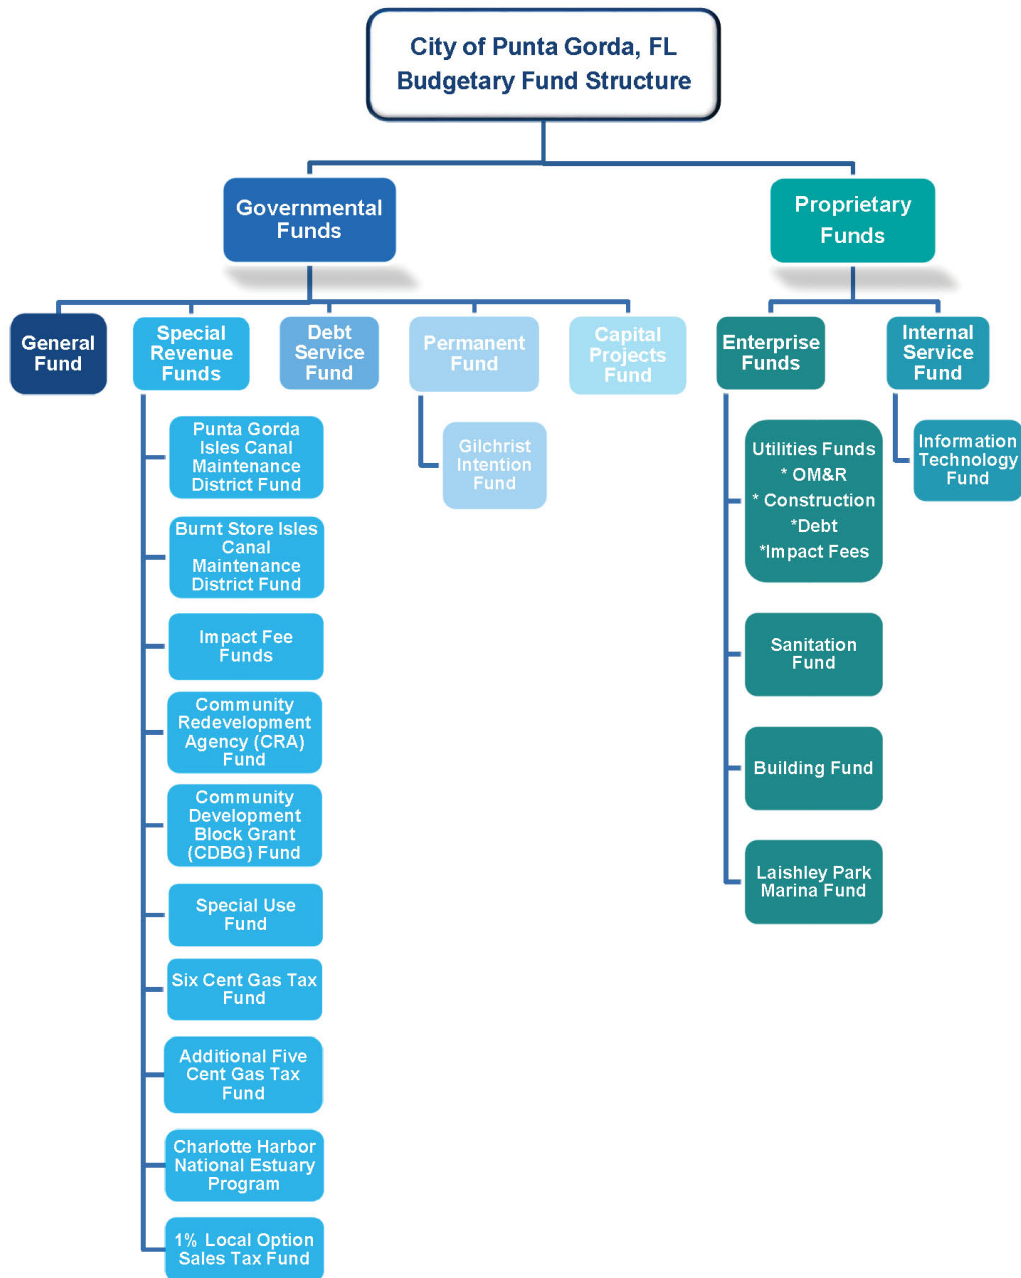 City of Punta Gorda, FL
Budgetary Fund Structure
Governmental
Funds
Proprietary
Funds
General
Fund
Special
Revenue
Funds
Debt
Service
Fund
Permanent
Fund
Capital
Projects
Fund
Enterprise
Funds
Internal
Service
Fund
Punta Gorda
Isles Canal
Maintenance
District Fund
Burnt Store Isles
Canal
Maintenance
District Fund
Impact Fee
Funds
Community
Redevelopment
Agency (CRA)
Fund
Community
Development
Block Grant
(CDBG) Fund
Special Use
Fund
Six Cent Gas Tax
Fund
Additional Five
Cent Gas Tax
Fund
Charlotte Harbor
National Estuary
Program
1% Local Option
Sales Tax Fund
Gilchrist
Intention
Fund
Utilities Funds
* OM&R
* Construction
*Debt
*Impact Fees
Sanitation
Fund
Building Fund
Laishley Park
Marina Fund
Information
Technology
Fund